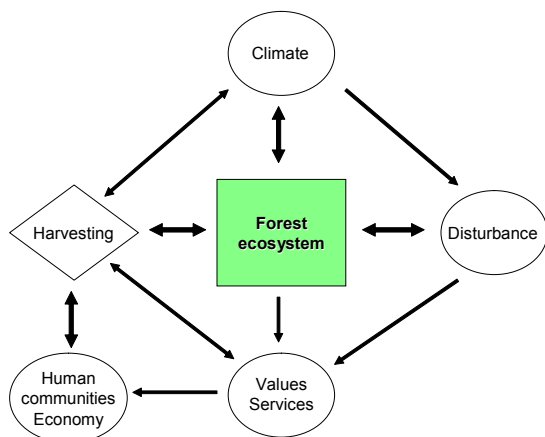 Climate
Harvesting
Forest
ecosystem
Disturbance
Human
communities
Economy
Values
Services